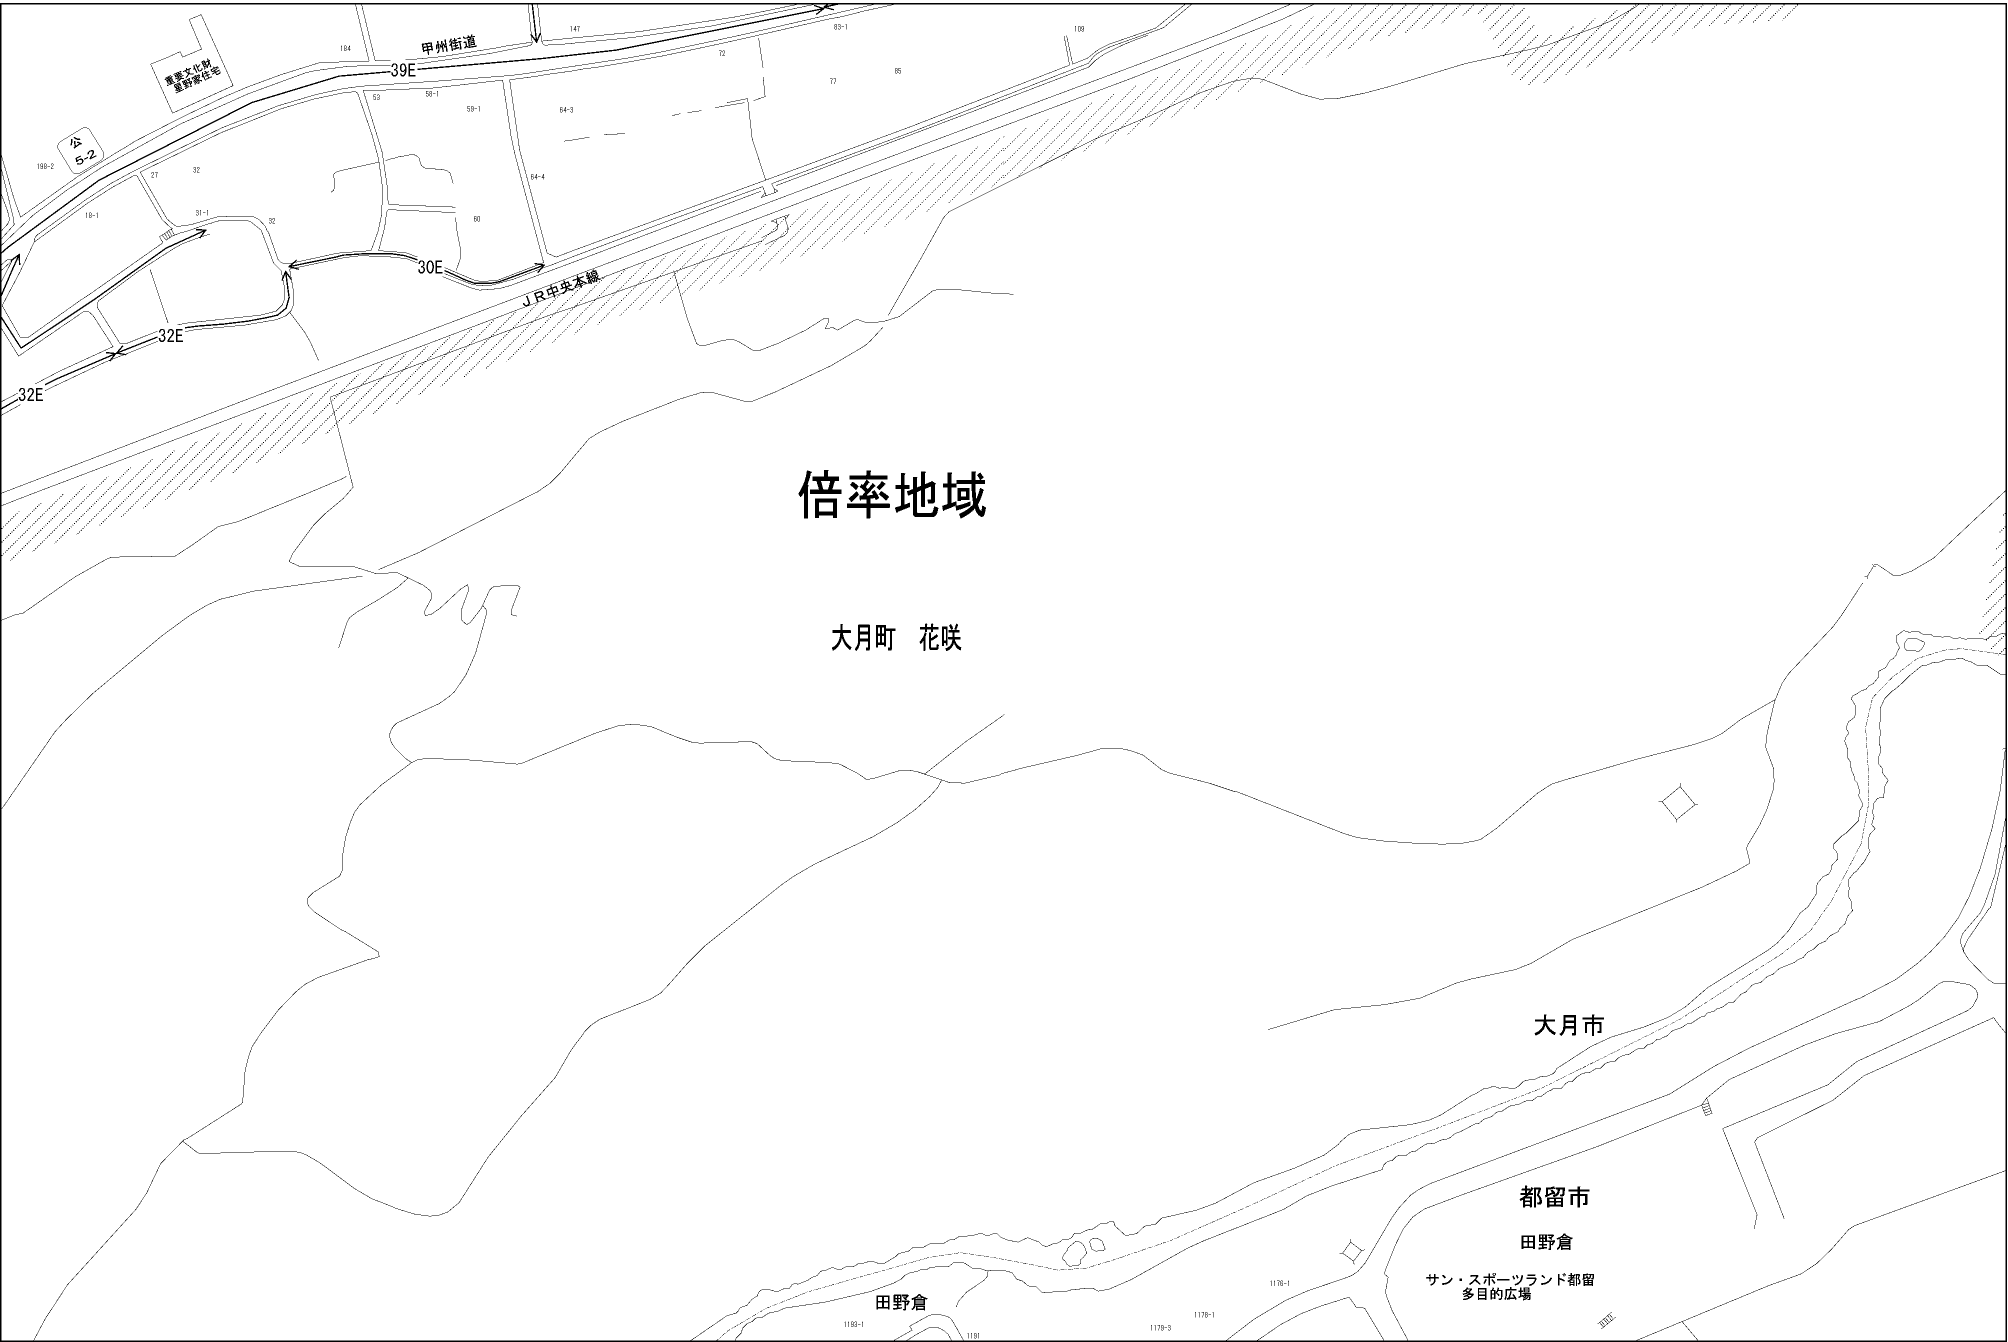 147
83-1
109
184
甲州街道
72
39E
重要文化財
星野家住宅
77
85
53
58-1
59-1
64-3
公
5-2
198-2
27
32
64-4
18-1
31-1
32
60
30E
JR中央本線
32E
32E
倍率地域
大月町 花咲
大月市
都留市
田野倉
サン・スポーツランド都留
多目的広場
1176-1
田野倉
1178-1
1193-1
1179-3
1191